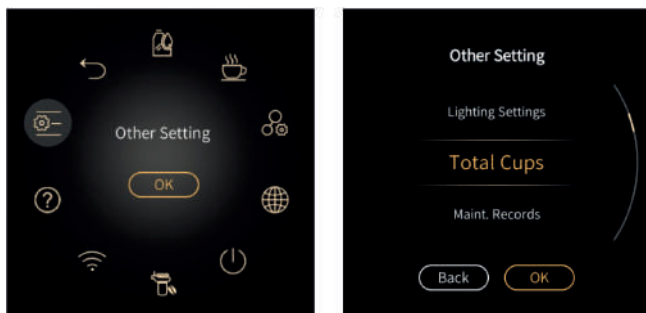 Other Setting
OK
Other Setting
Lighting Settings
Total Cups
Maint. Records
Back
OK